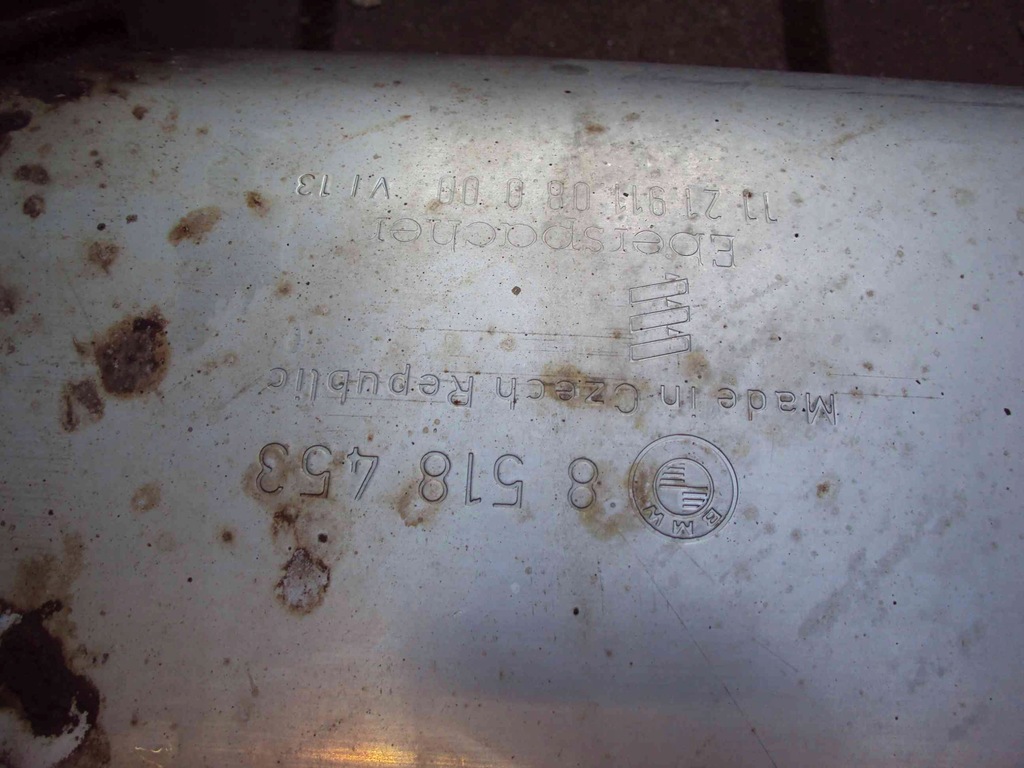 BMW 8 518 453
Made in Czech Republic
Eberspächer
11 21 911 08 0 00 VI 13